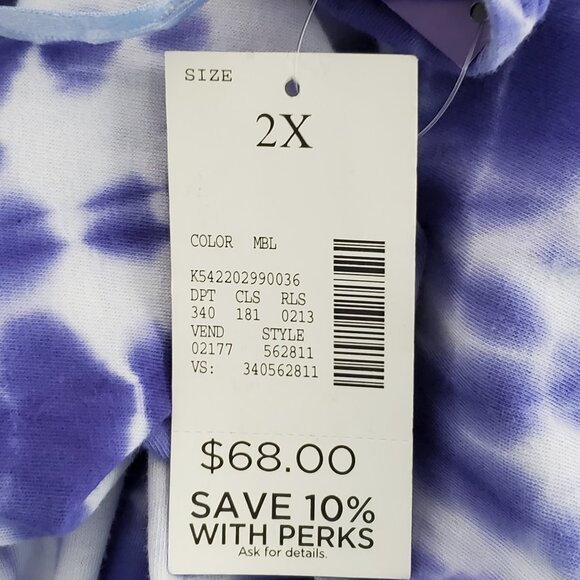 SIZE
2X
COLOR MBL
K542202990036
DPT CLS RLS
340 181 0213
VEND STYLE
02177 562811
VS: 340562811
$68.00
SAVE 10%
WITH PERKS
Ask for details.